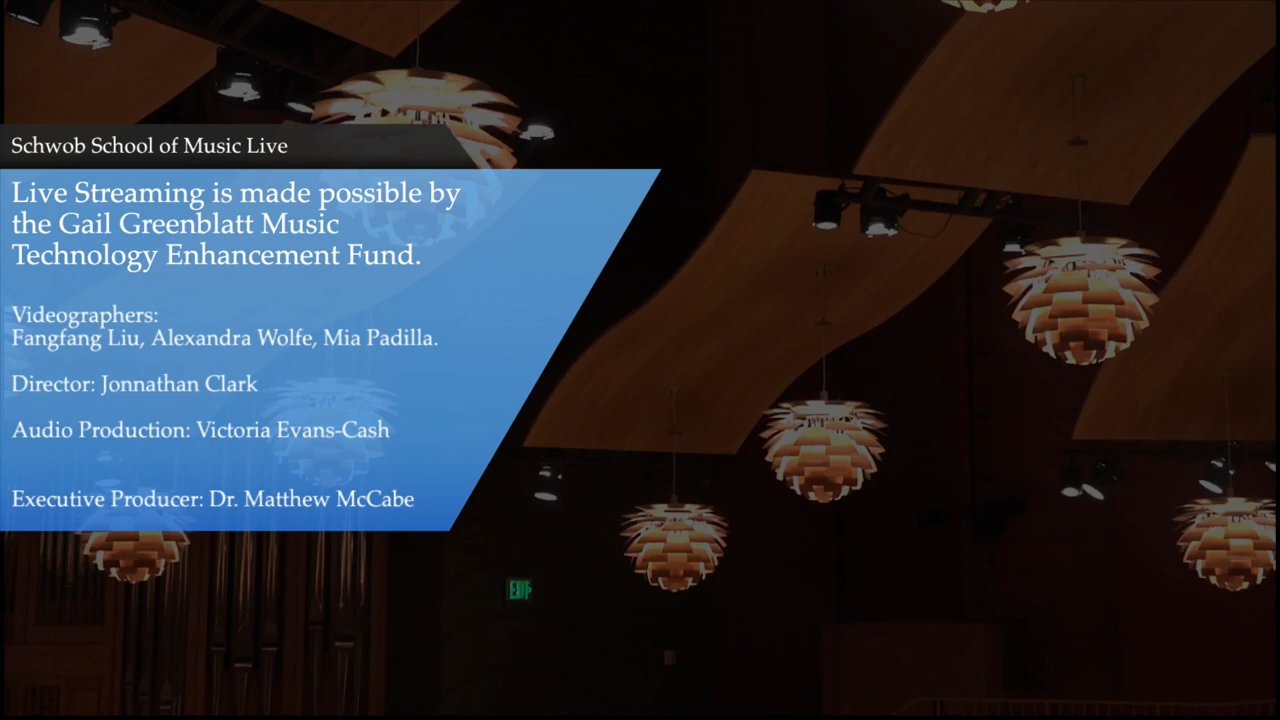 Schwob School of Music Live
Live Streaming is made possible by
the Gail Greenblatt Music
Technology Enhancement Fund.
Videographers:
Fangfang Liu, Alexandra Wolfe, Mia Padilla.
Director: Jonnathan Clark
Audio Production: Victoria Evans-Cash
Executive Producer: Dr. Matthew McCabe
EXIT